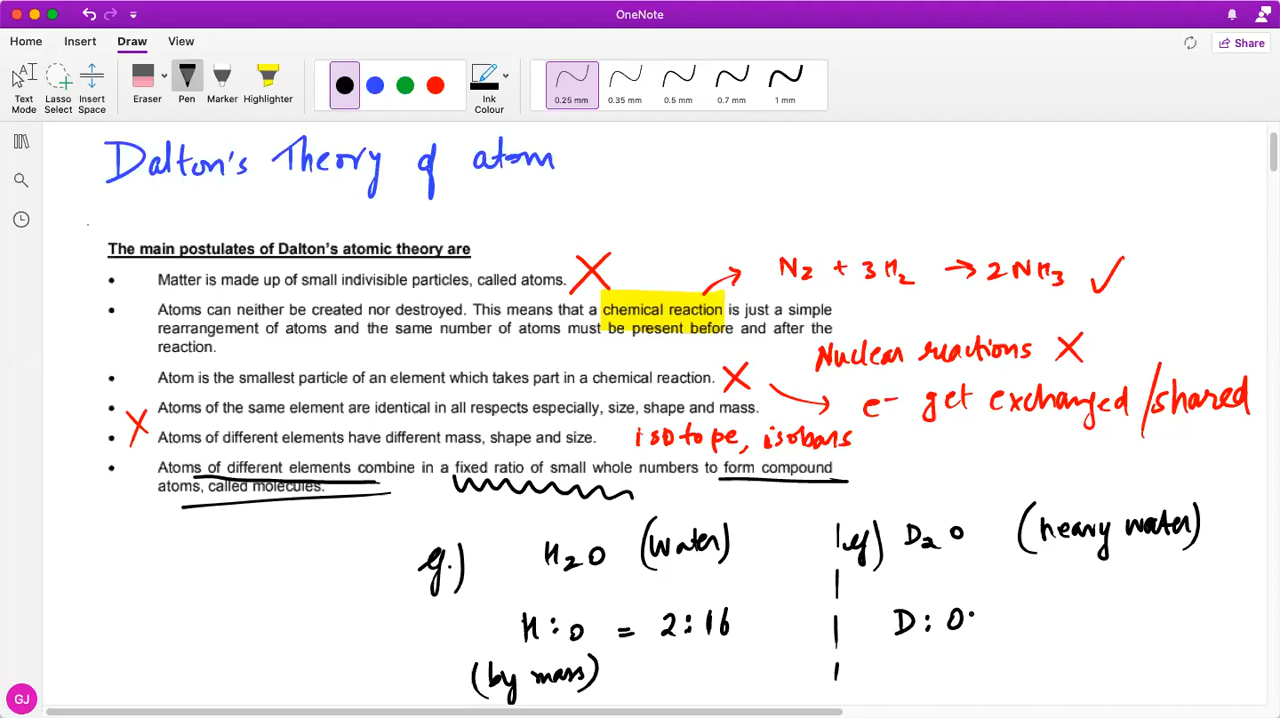 OneNote
Home Insert Draw View
Share
Text Mode
Lasso Select
Insert Space
Eraser
Pen
Marker
Highlighter
Ink Colour
0.25 mm
0.35 mm
0.5 mm
0.7 mm
1 mm
Dalton's Theory of atom
The main postulates of Dalton's atomic theory are
• Matter is made up of small indivisible particles, called atoms. X
N2 + 3H2 → 2NH3 ✓
• Atoms can neither be created nor destroyed. This means that a chemical reaction is just a simple
rearrangement of atoms and the same number of atoms must be present before and after the
reaction.
Nuclear reactions X
• Atom is the smallest particle of an element which takes part in a chemical reaction. X
→ e- get exchanged/shared
• Atoms of the same element are identical in all respects especially, size, shape and mass.
X
• Atoms of different elements have different mass, shape and size.
isotope, isobars
• Atoms of different elements combine in a fixed ratio of small whole numbers to form compound
atoms, called molecules.
eg.) H2O (water)
eg) D2O (heavy water)
H:O = 2:16
D:O
(by mass)
GJ